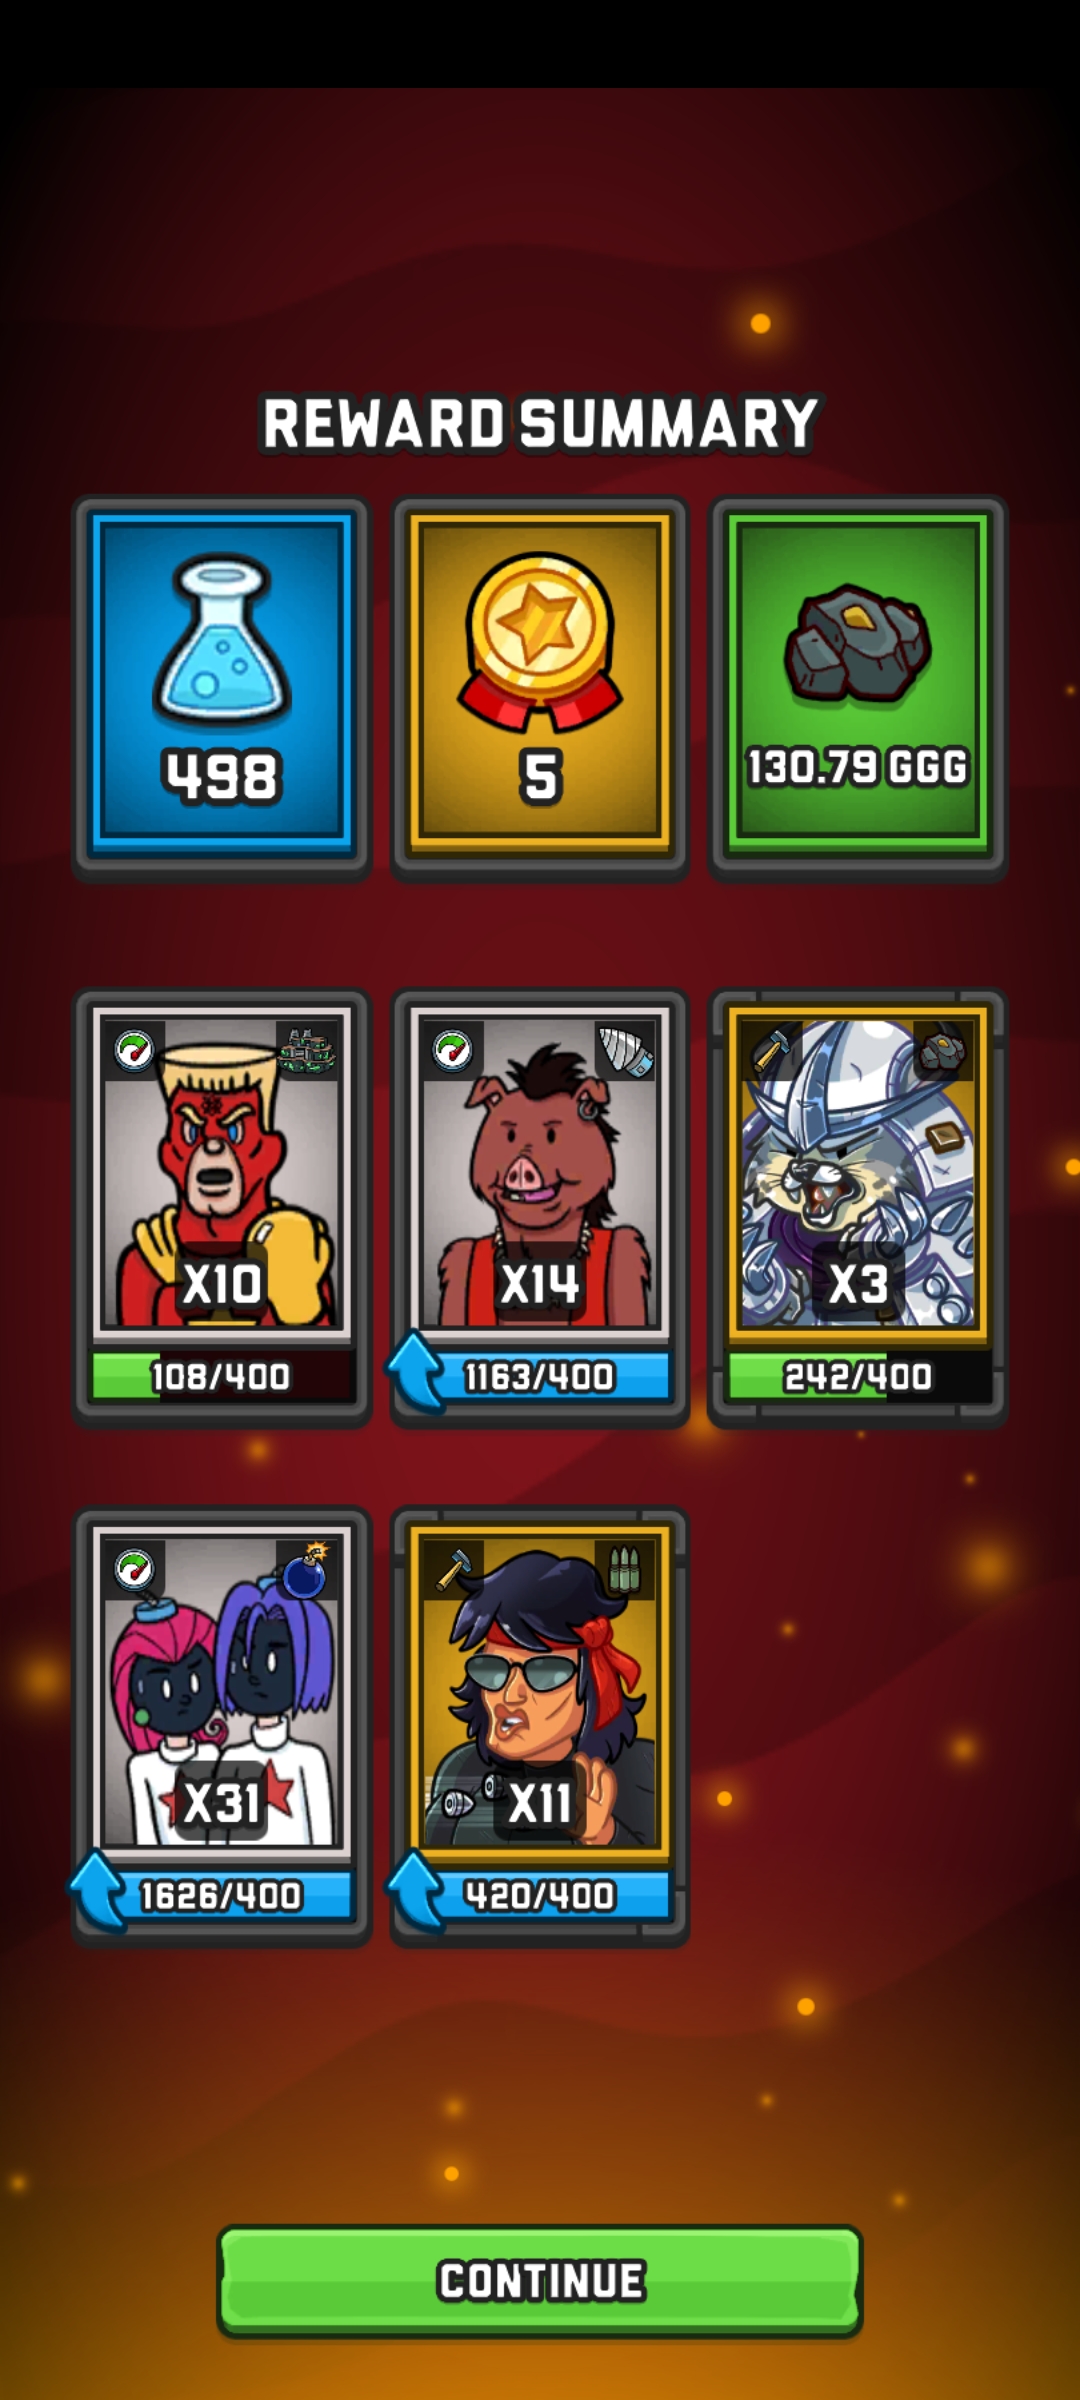 REWARD SUMMARY
498
5
130.79 GGG
X10
X14
X3
108/400
1163/400
242/400
X31
X11
1626/400
420/400
CONTINUE